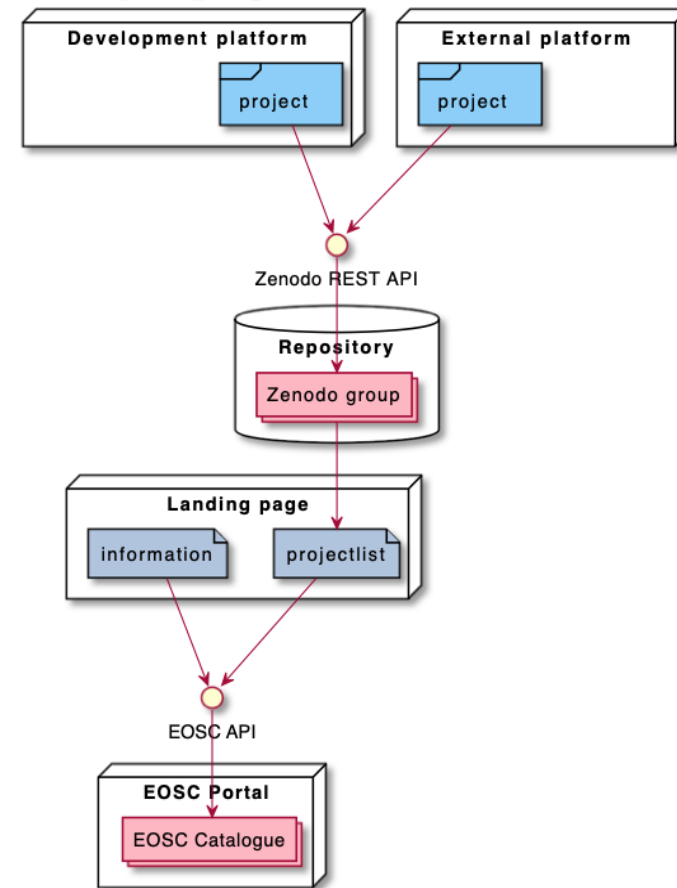 Development platform
External platform
project
project
Zenodo REST API
Repository
Zenodo group
Landing page
information
projectlist
EOSC API
EOSC Portal
EOSC Catalogue